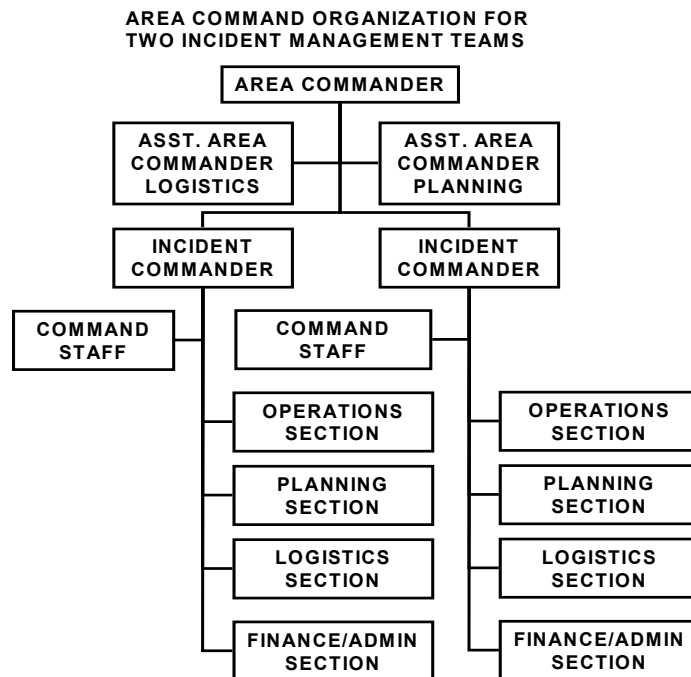 AREA COMMAND ORGANIZATION FOR
TWO INCIDENT MANAGEMENT TEAMS
AREA COMMANDER
ASST. AREA
COMMANDER
LOGISTICS
ASST. AREA
COMMANDER
PLANNING
INCIDENT
COMMANDER
INCIDENT
COMMANDER
COMMAND
STAFF
COMMAND
STAFF
OPERATIONS
SECTION
OPERATIONS
SECTION
PLANNING
SECTION
PLANNING
SECTION
LOGISTICS
SECTION
LOGISTICS
SECTION
FINANCE/ADMIN
SECTION
FINANCE/ADMIN
SECTION